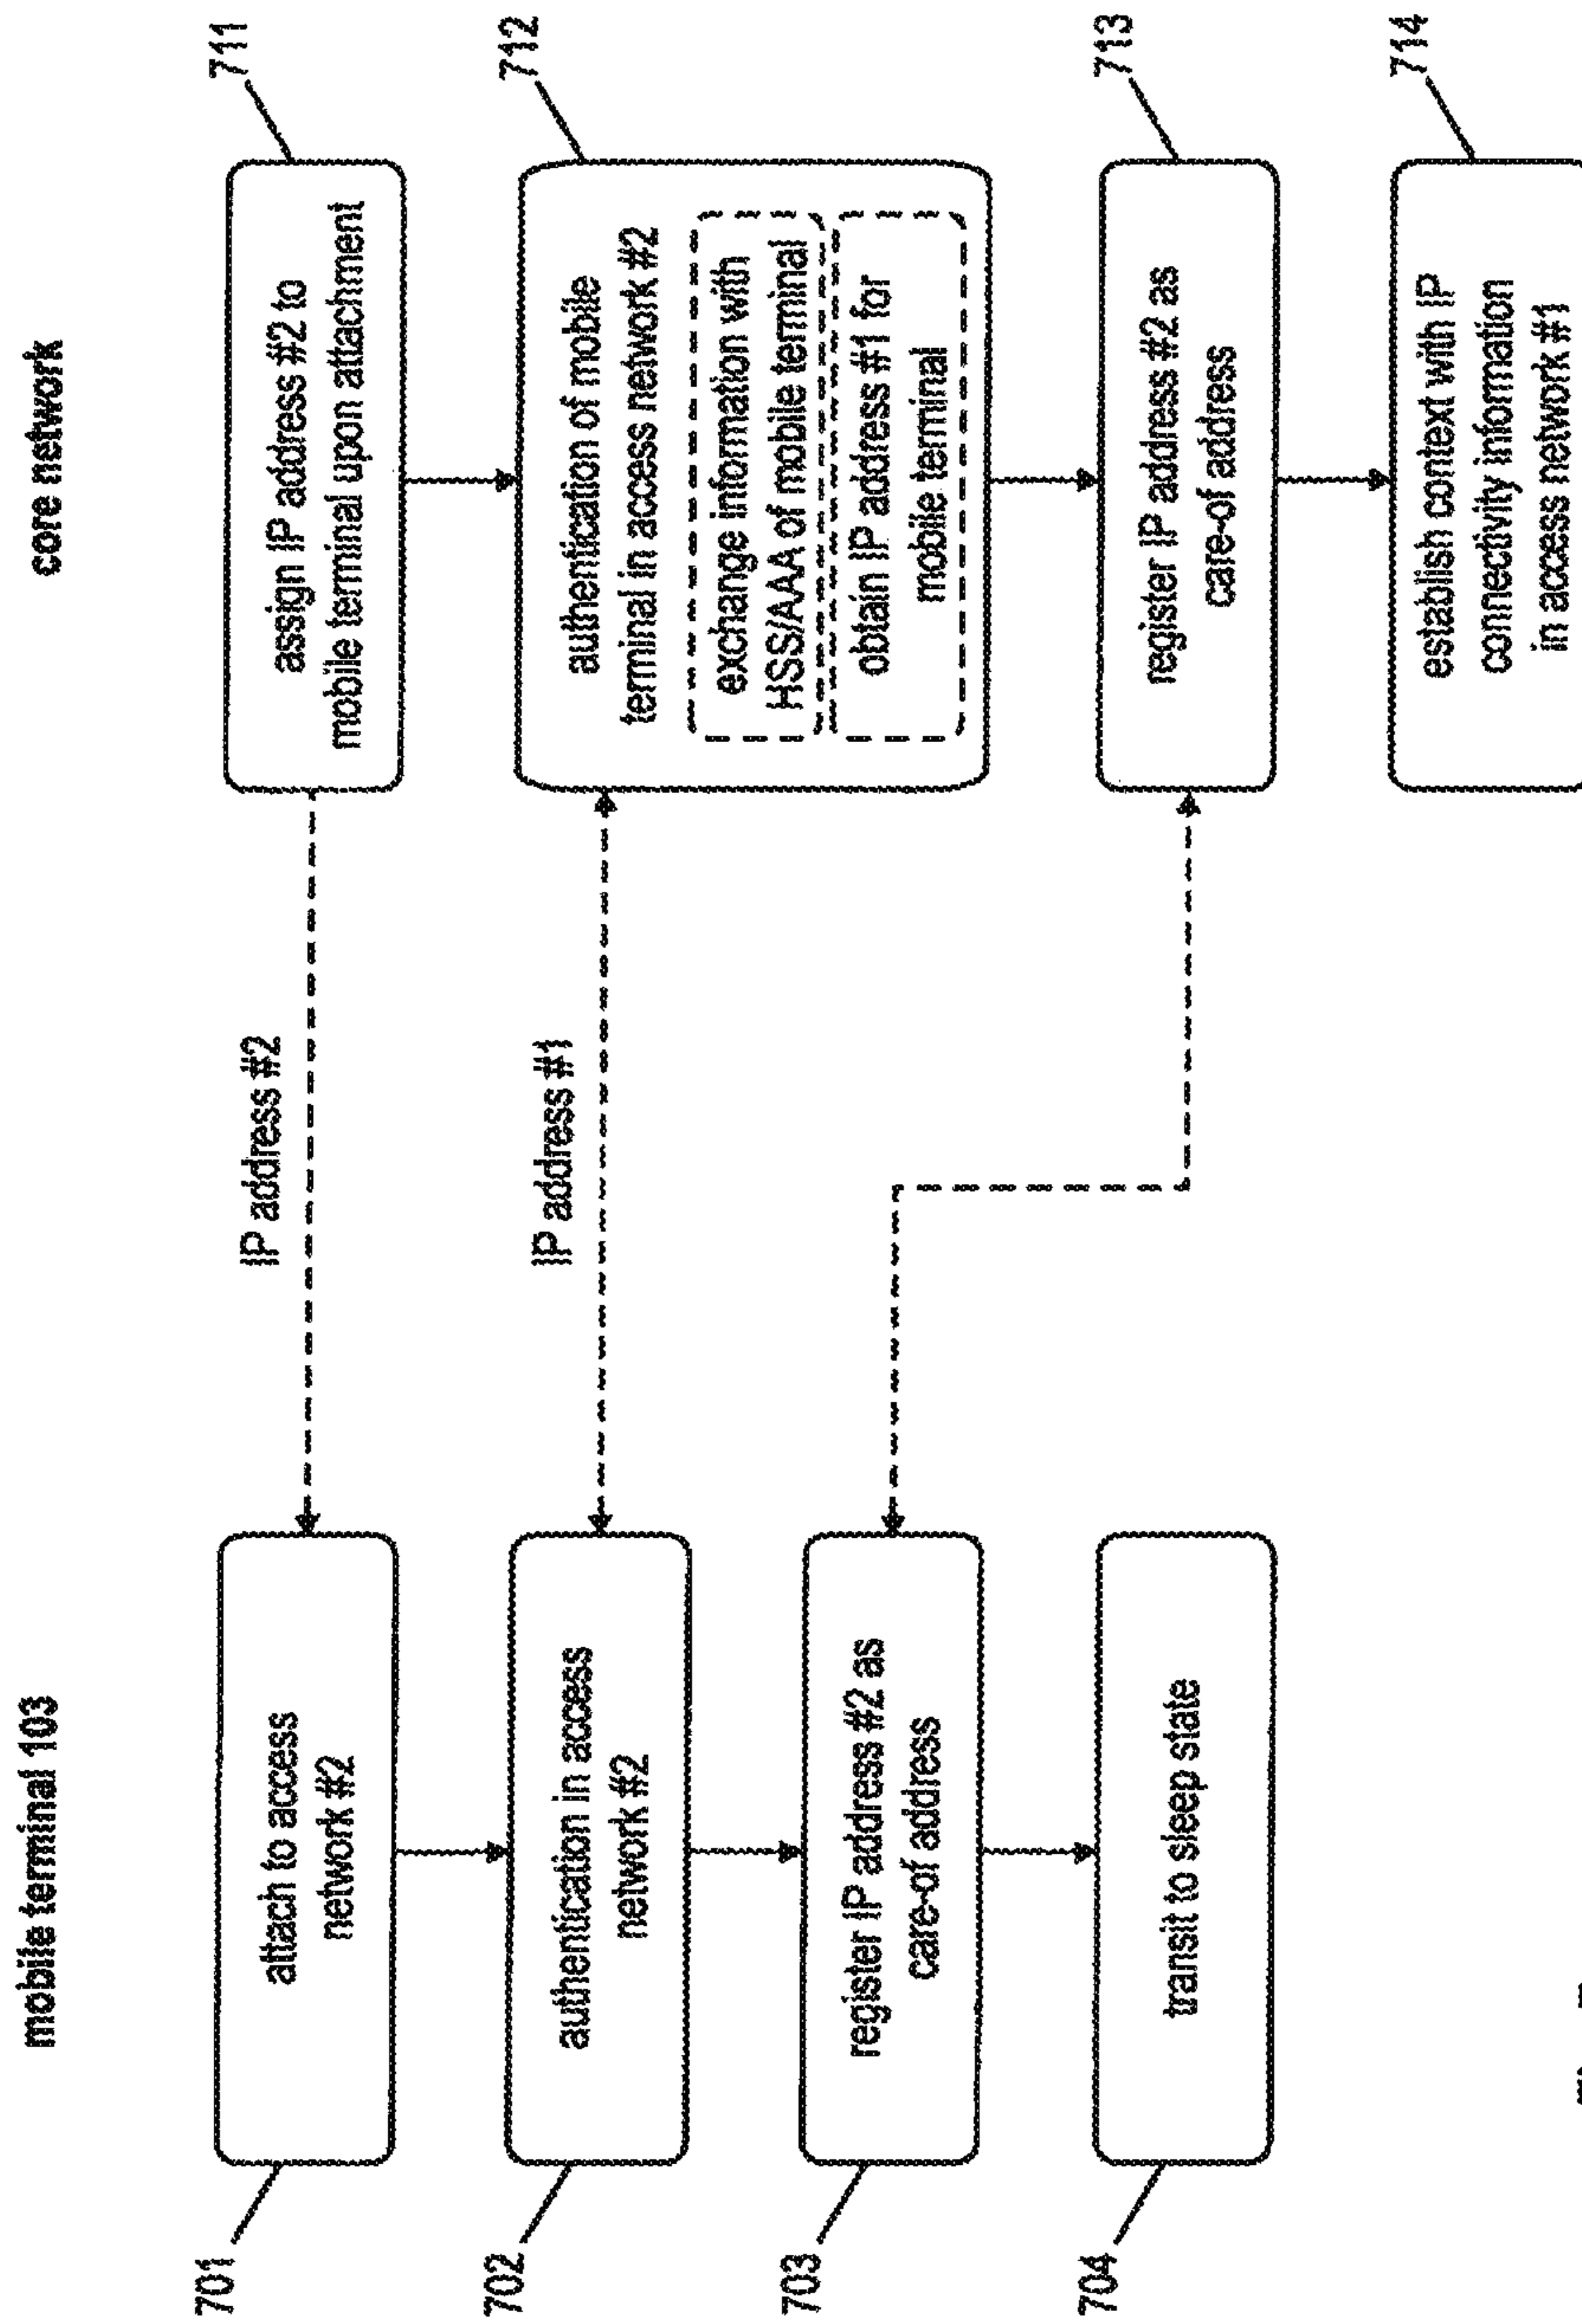 mobile terminal 103
core network
701
attach to access
network #2
IP address #2
711
assign IP address #2 to
mobile terminal upon attachment
702
authentication in access
network #2
IP address #1
712
authentication of mobile
terminal in access network #2
exchange information with
HSS/AAA of mobile terminal
obtain IP address #1 for
mobile terminal
703
register IP address #2 as
care-of address
713
register IP address #2 as
care-of address
704
transit to sleep state
714
establish context with IP
connectivity information
in access network #1